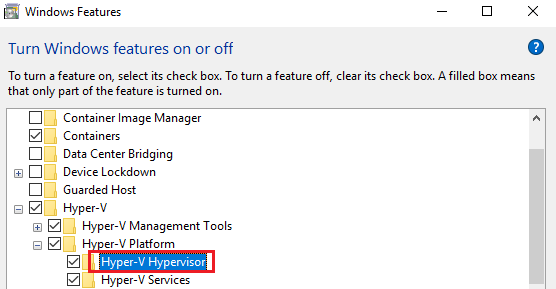 Windows Features
Turn Windows features on or off
To turn a feature on, select its check box. To turn a feature off, clear its check box. A filled box means
that only part of the feature is turned on.
Container Image Manager
Containers
Data Center Bridging
Device Lockdown
Guarded Host
Hyper-V
Hyper-V Management Tools
Hyper-V Platform
Hyper-V Hypervisor
Hyper-V Services